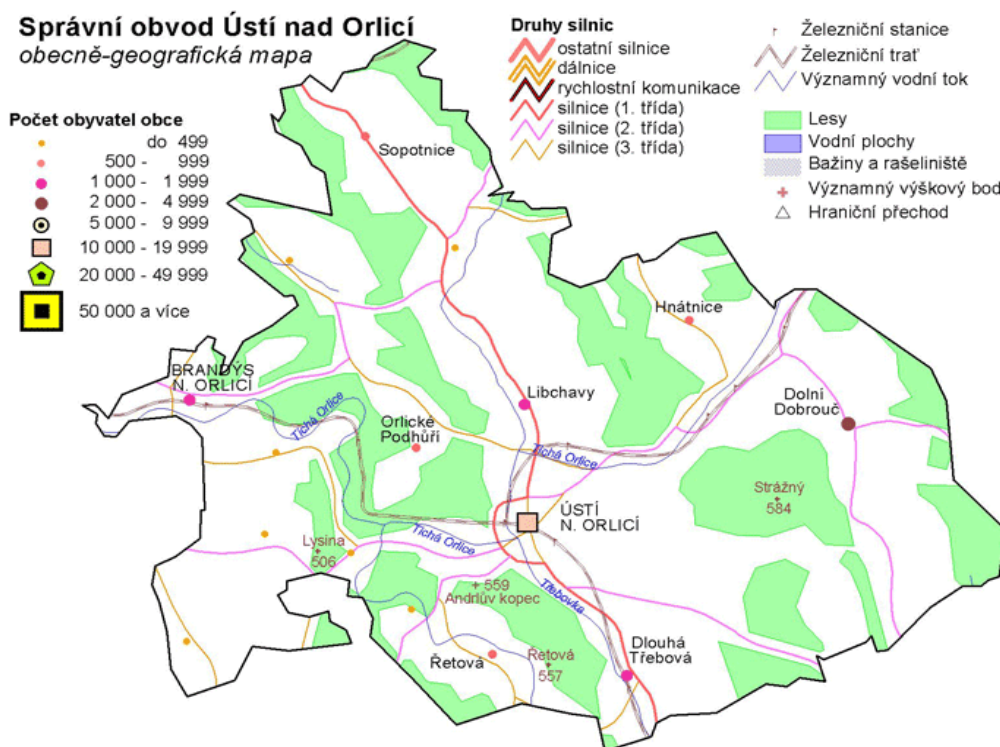 Správní obvod Ústí nad Orlicí
obecně-geografická mapa
Počet obyvatel obce
do 499
500 - 999
1 000 - 1 999
2 000 - 4 999
5 000 - 9 999
10 000 - 19 999
20 000 - 49 999
50 000 a více
Druhy silnic
ostatní silnice
dálnice
rychlostní komunikace
silnice (1. třída)
silnice (2. třída)
silnice (3. třída)
Železniční stanice
Železniční trať
Významný vodní tok
Lesy
Vodní plochy
Bažiny a rašeliniště
Významný výškový bod
Hraniční přechod
Sopotnice
Hnátnice
BRANDÝS
N. ORLICÍ
Libchavy
Dolní
Dobrouč
Tichá Orlice
Orlické
Podhůří
Tichá Orlice
Strážný
584
ÚSTÍ
N. ORLICÍ
Tichá Orlice
Lysina
506
559
Andrlův kopec
Třebovka
Řetová
Řetová
557
Dlouhá
Třebová